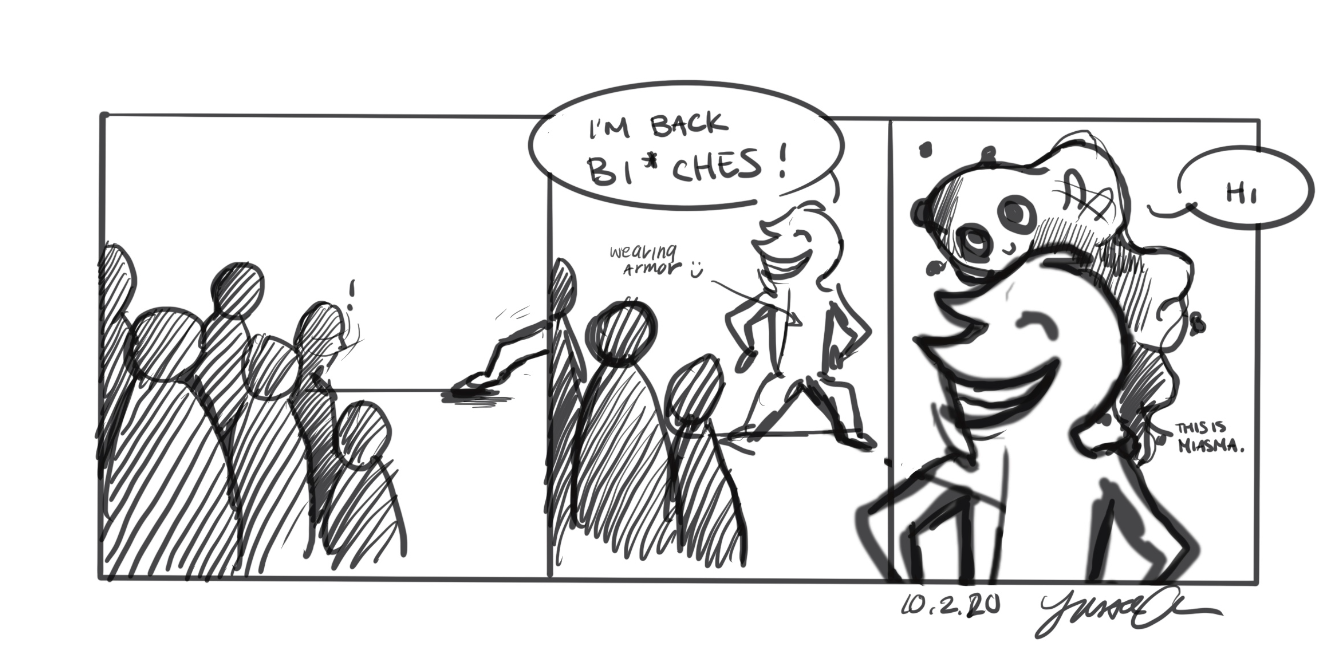 !
I'M BACK
BI*CHES!
wearing
ARMOR :)
HI
THIS IS
MIASMA.
10.2.20